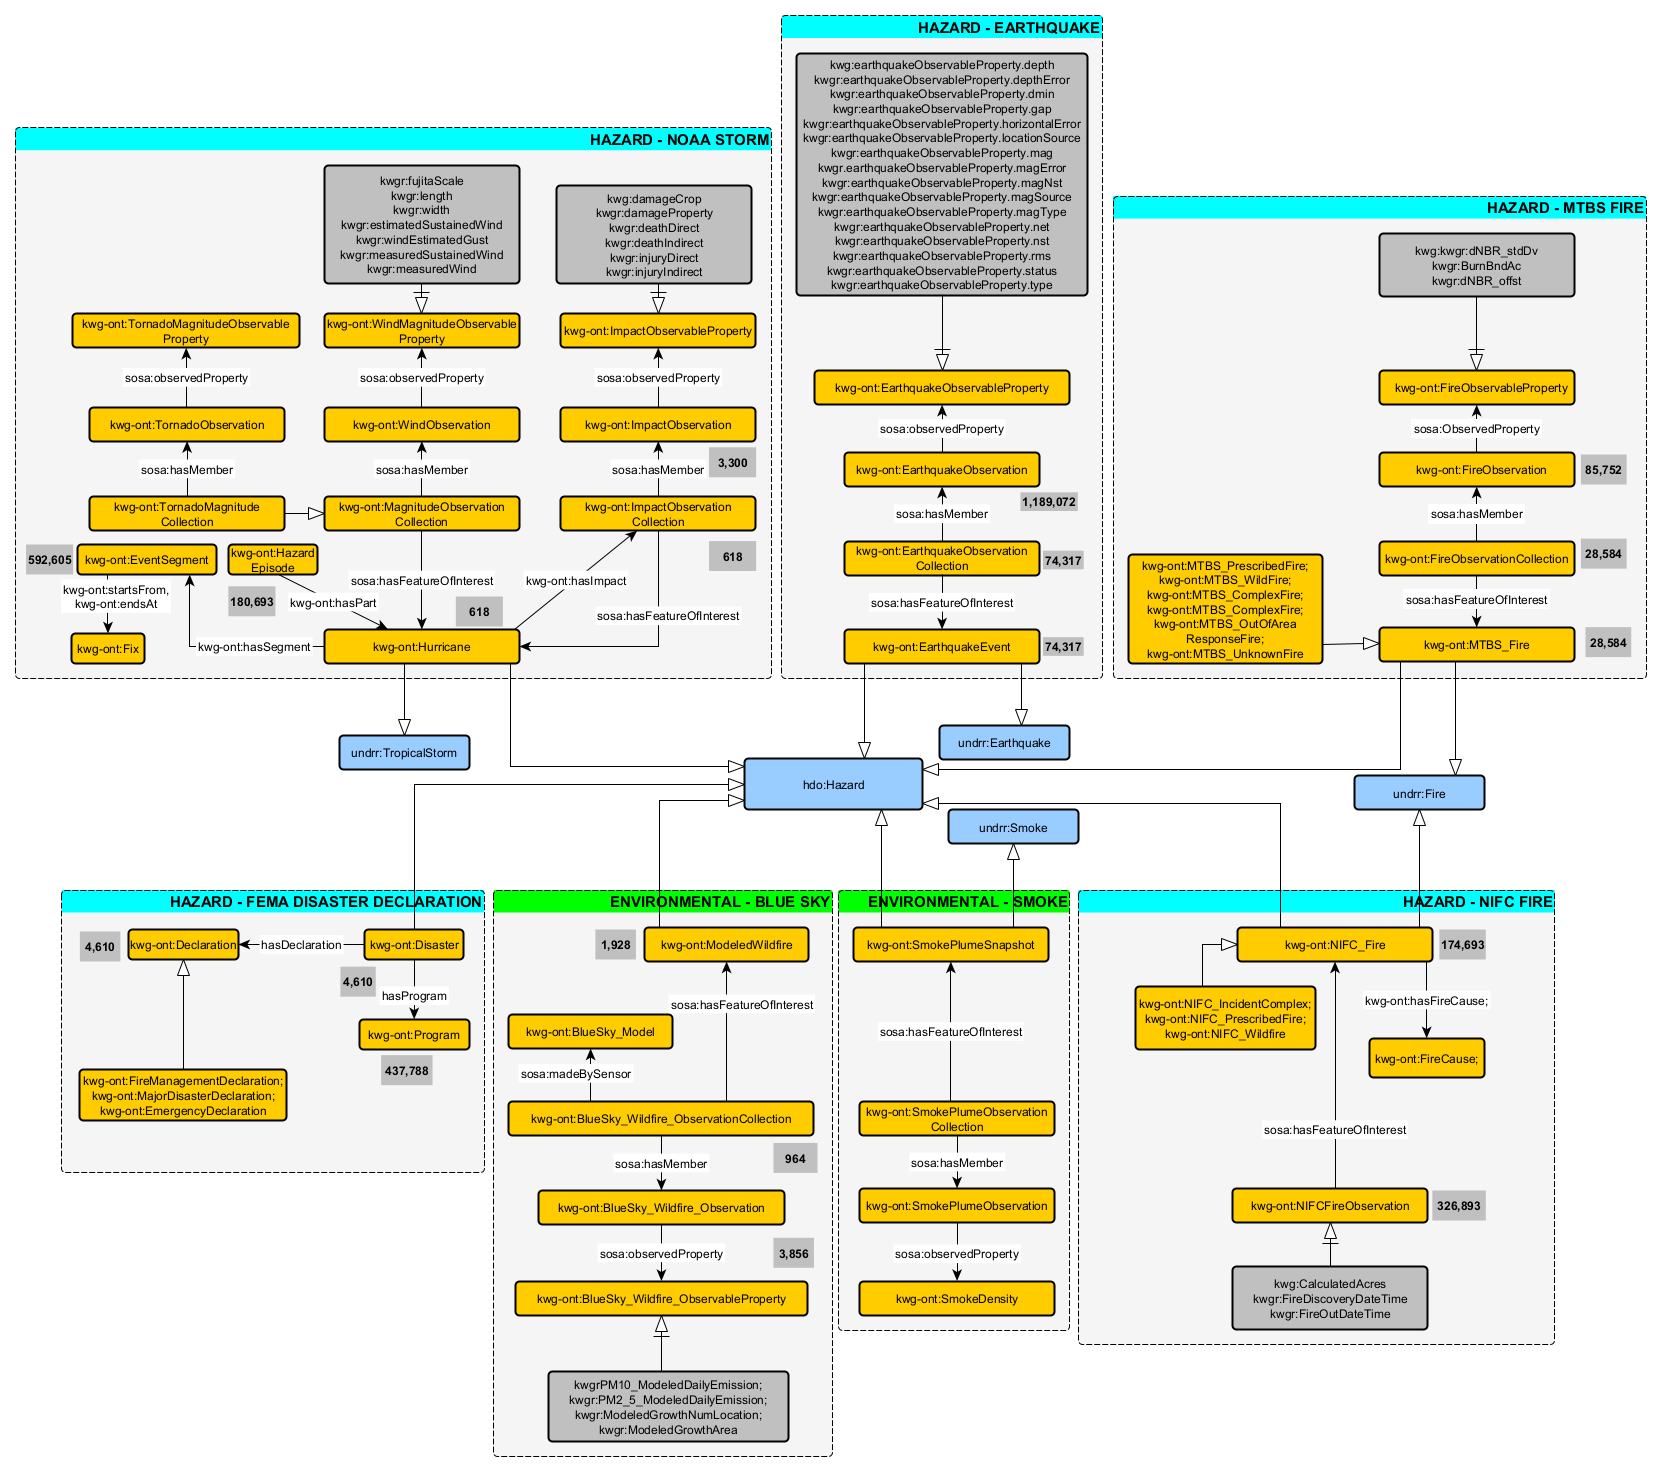 HAZARD - EARTHQUAKE
kwg:earthquakeObservableProperty.depth
kwgr:earthquakeObservableProperty.depthError
kwgr:earthquakeObservableProperty.dmin
kwgr:earthquakeObservableProperty.gap
kwgr:earthquakeObservableProperty.horizontalError
kwgr:earthquakeObservableProperty.locationSource
kwgr:earthquakeObservableProperty.mag
kwgr.earthquakeObservableProperty.magError
kwgr:earthquakeObservableProperty.magNst
kwgr:earthquakeObservableProperty.magSource
kwgr:earthquakeObservableProperty.magType
kwgr:earthquakeObservableProperty.net
kwgr:earthquakeObservableProperty.nst
kwgr:earthquakeObservableProperty.rms
kwgr:earthquakeObservableProperty.status
kwgr:earthquakeObservableProperty.type
kwg-ont:EarthquakeObservableProperty
sosa:observedProperty
kwg-ont:EarthquakeObservation
1,189,072
sosa:hasMember
kwg-ont:EarthquakeObservation
Collection
74,317
sosa:hasFeatureOfInterest
kwg-ont:EarthquakeEvent
74,317
HAZARD - NOAA STORM
kwgr:fujitaScale
kwgr:length
kwgr:width
kwgr:estimatedSustainedWind
kwgr:windEstimatedGust
kwgr:measuredSustainedWind
kwgr:measuredWind
kwg:damageCrop
kwgr:damageProperty
kwgr:deathDirect
kwgr:deathIndirect
kwgr:injuryDirect
kwgr:injuryIndirect
kwg-ont:TornadoMagnitudeObservable
Property
kwg-ont:WindMagnitudeObservable
Property
kwg-ont:ImpactObservableProperty
sosa:observedProperty
sosa:observedProperty
sosa:observedProperty
kwg-ont:TornadoObservation
kwg-ont:WindObservation
kwg-ont:ImpactObservation
3,300
sosa:hasMember
sosa:hasMember
sosa:hasMember
kwg-ont:TornadoMagnitude
Collection
kwg-ont:MagnitudeObservation
Collection
kwg-ont:ImpactObservation
Collection
618
592,605
kwg-ont:EventSegment
kwg-ont:Hazard
Episode
kwg-ont:startsFrom,
kwg-ont:endsAt
180,693
kwg-ont:hasPart
sosa:hasFeatureOfInterest
kwg-ont:hasImpact
618
sosa:hasFeatureOfInterest
kwg-ont:Fix
kwg-ont:hasSegment
kwg-ont:Hurricane
HAZARD - MTBS FIRE
kwg:kwgr:dNBR_stdDv
kwgr:BurnBndAc
kwgr:dNBR_offst
kwg-ont:FireObservableProperty
sosa:ObservedProperty
kwg-ont:FireObservation
85,752
sosa:hasMember
kwg-ont:FireObservationCollection
28,584
sosa:hasFeatureOfInterest
kwg-ont:MTBS_PrescribedFire;
kwg-ont:MTBS_WildFire;
kwg-ont:MTBS_ComplexFire;
kwg-ont:MTBS_ComplexFire;
kwg-ont:MTBS_OutOfArea
ResponseFire;
kwg-ont:MTBS_UnknownFire
kwg-ont:MTBS_Fire
28,584
undrr:TropicalStorm
undrr:Earthquake
hdo:Hazard
undrr:Fire
undrr:Smoke
HAZARD - FEMA DISASTER DECLARATION
4,610
kwg-ont:Declaration
hasDeclaration
kwg-ont:Disaster
4,610
hasProgram
kwg-ont:Program
437,788
kwg-ont:FireManagementDeclaration;
kwg-ont:MajorDisasterDeclaration;
kwg-ont:EmergencyDeclaration
ENVIRONMENTAL - BLUE SKY
1,928
kwg-ont:ModeledWildfire
sosa:hasFeatureOfInterest
kwg-ont:BlueSky_Model
sosa:madeBySensor
kwg-ont:BlueSky_Wildfire_ObservationCollection
964
sosa:hasMember
kwg-ont:BlueSky_Wildfire_Observation
3,856
sosa:observedProperty
kwg-ont:BlueSky_Wildfire_ObservableProperty
kwgrPM10_ModeledDailyEmission;
kwgr:PM2_5_ModeledDailyEmission;
kwgr:ModeledGrowthNumLocation;
kwgr:ModeledGrowthArea
ENVIRONMENTAL - SMOKE
kwg-ont:SmokePlumeSnapshot
sosa:hasFeatureOfInterest
kwg-ont:SmokePlumeObservation
Collection
sosa:hasMember
kwg-ont:SmokePlumeObservation
sosa:observedProperty
kwg-ont:SmokeDensity
HAZARD - NIFC FIRE
kwg-ont:NIFC_Fire
174,693
kwg-ont:NIFC_IncidentComplex;
kwg-ont:NIFC_PrescribedFire;
kwg-ont:NIFC_Wildfire
kwg-ont:hasFireCause;
kwg-ont:FireCause;
sosa:hasFeatureOfInterest
kwg-ont:NIFCFireObservation
326,893
kwg:CalculatedAcres
kwgr:FireDiscoveryDateTime
kwgr:FireOutDateTime